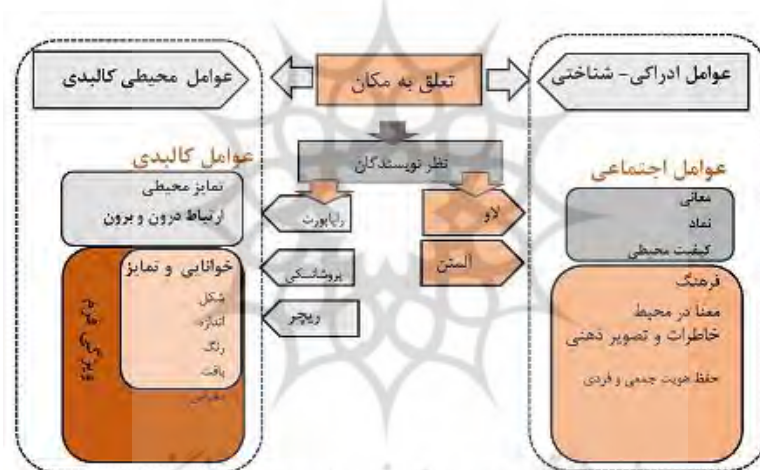 تعلق به مکان
عوامل ادراکی- شناختی
عوامل محیطی کالبدی
نظر نویسندگان
عوامل اجتماعی
معانی
نماد
کیفیت محیطی
فرهنگ
معنا در محیط
خاطرات و تصویر ذهنی
حفظ هویت جمعی و فردی
لاو
آلتمن
راپاپورت
پروشانسکی
ریچر
عوامل کالبدی
تمایز محیطی
ارتباط درون و برون
خوانایی و تمایز
شکل
اندازه
رنگ
بافت
ویژگی فرم